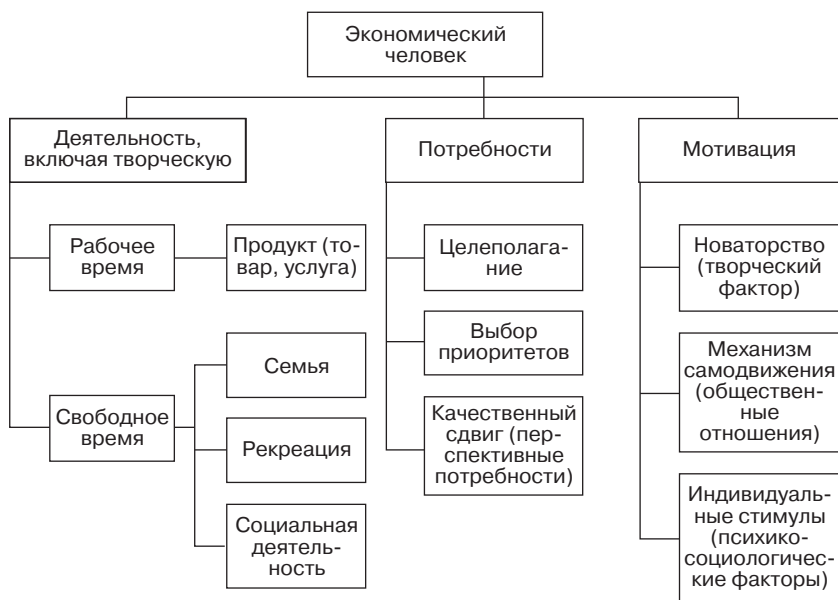 Экономический
человек
Деятельность,
включая творческую
Потребности
Мотивация
Рабочее
время
Продукт (то-
вар, услуга)
Свободное
время
Семья
Рекреация
Социальная
деятель-
ность
Целеполага-
ние
Выбор
приоритетов
Качественный
сдвиг (пер-
спективные
потребности)
Новаторство
(творческий
фактор)
Механизм
самодвижения
(обществен-
ные
отношения)
Индивидуаль-
ные стимулы
(психико-
социологичес-
кие факторы)